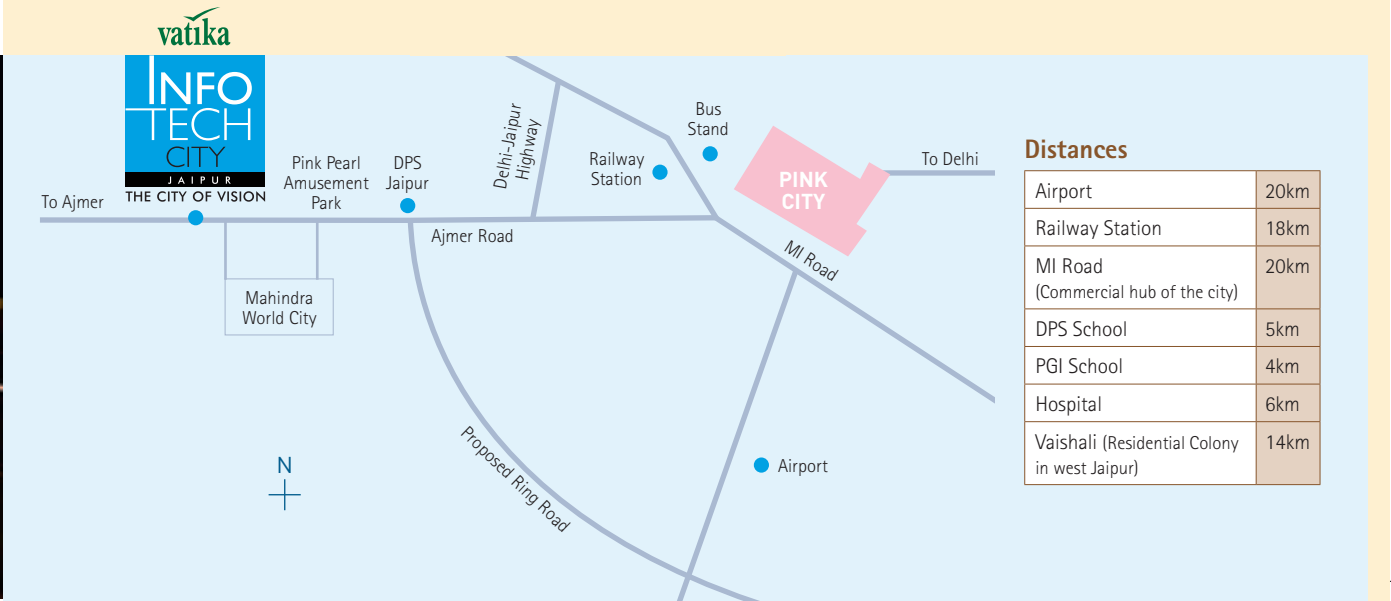 vatika
INFO
TECH
CITY
JAIPUR
THE CITY OF VISION
To Ajmer
Pink Pearl
Amusement
Park
DPS
Jaipur
Delhi-Jaipur
Highway
Railway
Station
Bus
Stand
PINK
CITY
To Delhi
Ajmer Road
MI Road
Mahindra
World City
Proposed Ring Road
Airport
N
Distances
Airport 20km
Railway Station 18km
MI Road 20km
(Commercial hub of the city)
DPS School 5km
PGI School 4km
Hospital 6km
Vaishali (Residential Colony 14km
in west Jaipur)